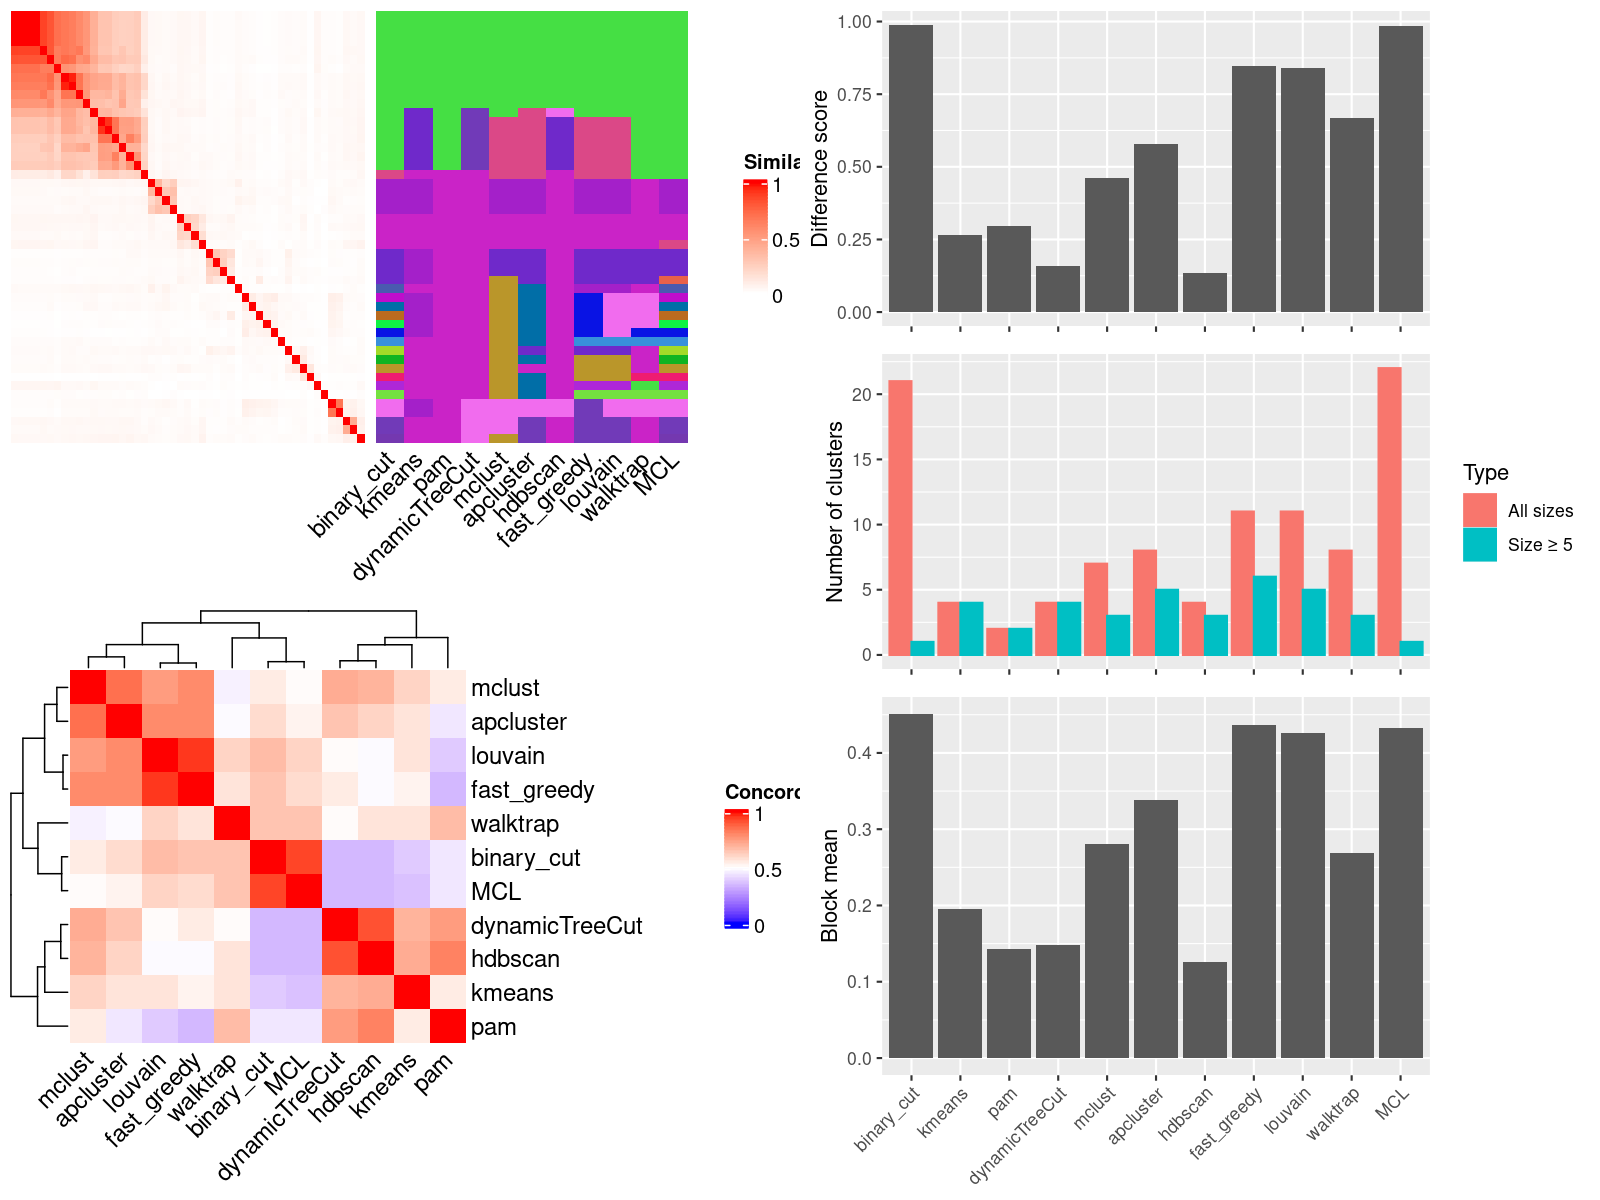 Simila
1
0.5
0
binary_cut
kmeans
pam
dynamicTreeCut
mclust
apcluster
hdbscan
fast_greedy
louvain
walktrap
MCL
mclust
apcluster
louvain
fast_greedy
walktrap
binary_cut
MCL
dynamicTreeCut
hdbscan
kmeans
pam
mclust
apcluster
louvain
fast_greedy
walktrap
binary_cut
MCL
dynamicTreeCut
hdbscan
kmeans
pam
Concord
1
0.5
0
Difference score
1.00
0.75
0.50
0.25
0.00
Number of clusters
20
15
10
5
0
Type
All sizes
Size ≥ 5
Block mean
0.4
0.3
0.2
0.1
0.0
binary_cut
kmeans
pam
dynamicTreeCut
mclust
apcluster
hdbscan
fast_greedy
louvain
walktrap
MCL